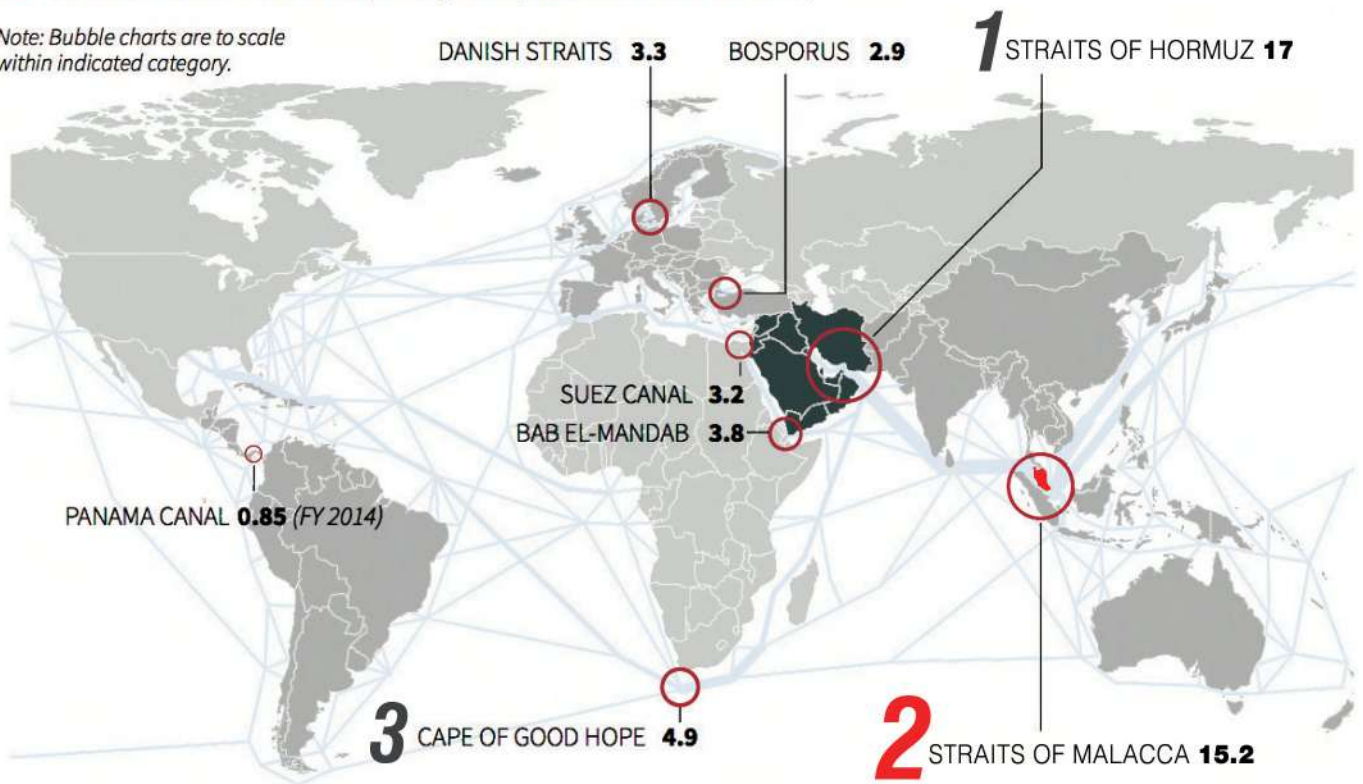 Note: Bubble charts are to scale
within indicated category.
DANISH STRAITS 3.3
BOSPORUS 2.9
1 STRAITS OF HORMUZ 17
SUEZ CANAL 3.2
BAB EL-MANDAB 3.8
PANAMA CANAL 0.85 (FY 2014)
3 CAPE OF GOOD HOPE 4.9
2 STRAITS OF MALACCA 15.2